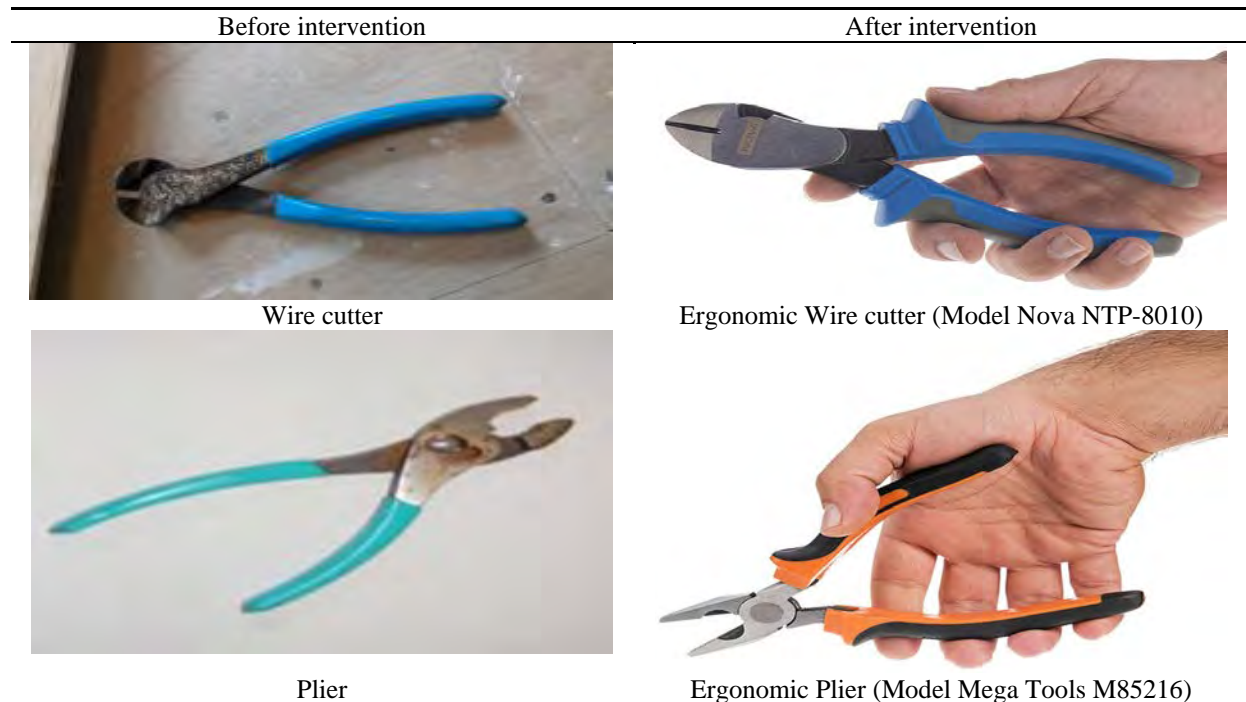 Before intervention After intervention
NOVA
Wire cutter Ergonomic Wire cutter (Model Nova NTP-8010)
Plier Ergonomic Plier (Model Mega Tools M85216)